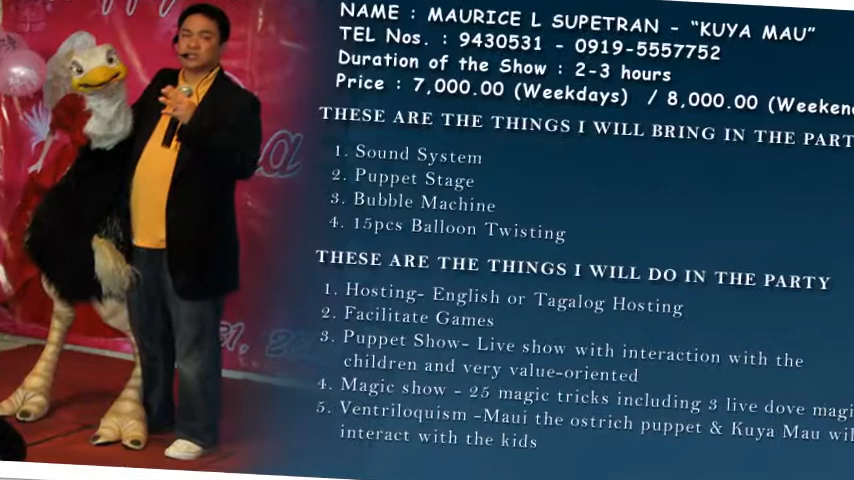 NAME : MAURICE L SUPETRAN - "KUYA MAU"
TEL Nos. : 9430531 - 0919-5557752
Duration of the Show : 2-3 hours
Price : 7,000.00 (Weekdays) / 8,000.00 (Weekend
THESE ARE THE THINGS I WILL BRING IN THE PART
1. Sound System
2. Puppet Stage
3. Bubble Machine
4. 15pcs Balloon Twisting
THESE ARE THE THINGS I WILL DO IN THE PARTY
1. Hosting- English or Tagalog Hosting
2. Facilitate Games
3. Puppet Show- Live show with interaction with the
children and very value-oriented
4. Magic show - 25 magic tricks including 3 live dove magi
5. Ventriloquism -Maui the ostrich puppet & Kuya Mau wil
interact with the kids